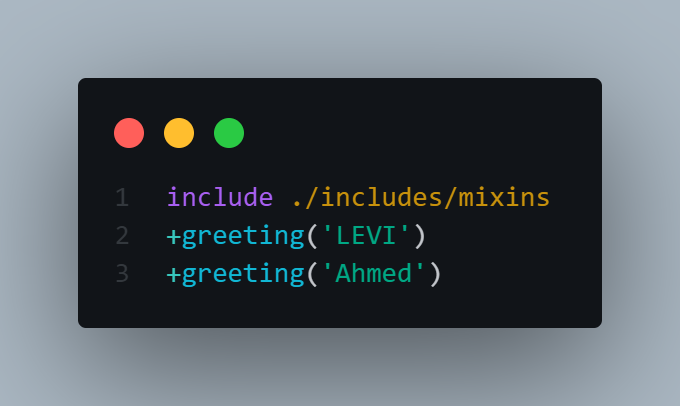 1 include ./includes/mixins
2 +greeting('LEVI')
3 +greeting('Ahmed')